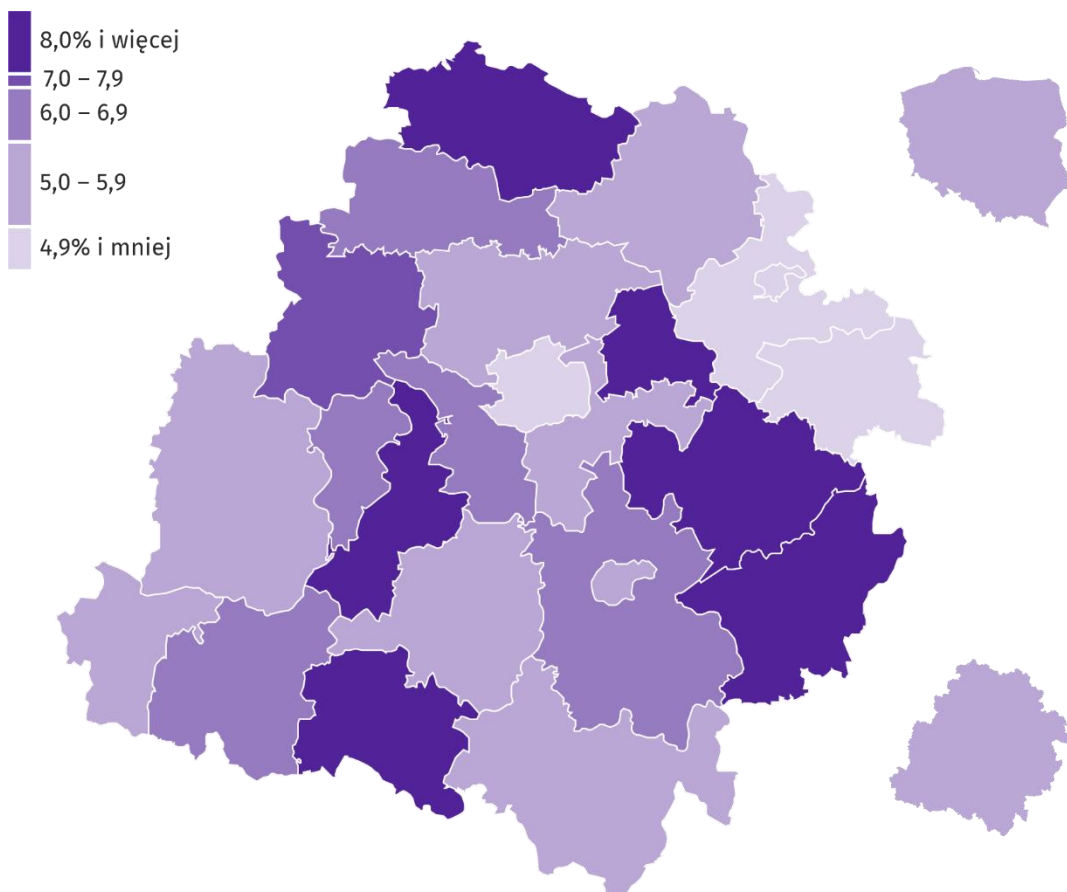 8,0% i więcej
7,0 – 7,9
6,0 – 6,9
5,0 – 5,9
4,9% i mniej